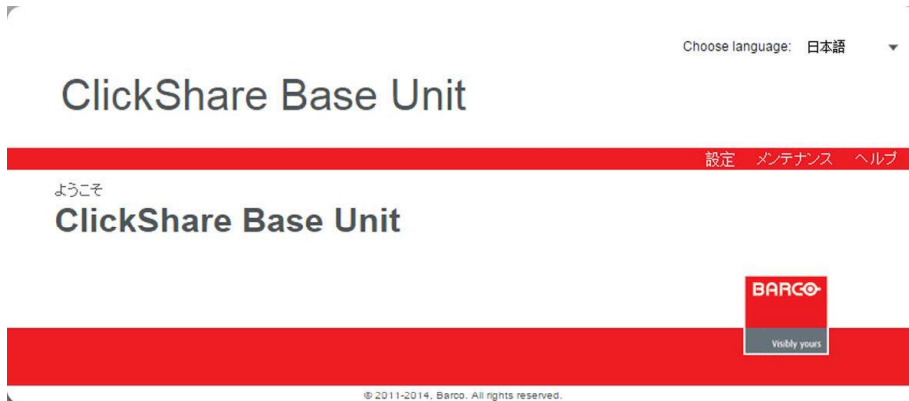 Choose language: 日本語
ClickShare Base Unit
設定 メンテナンス ヘルプ
ようこそ
ClickShare Base Unit
BARCO
Visibly yours
© 2011-2014, Barco. All rights reserved.